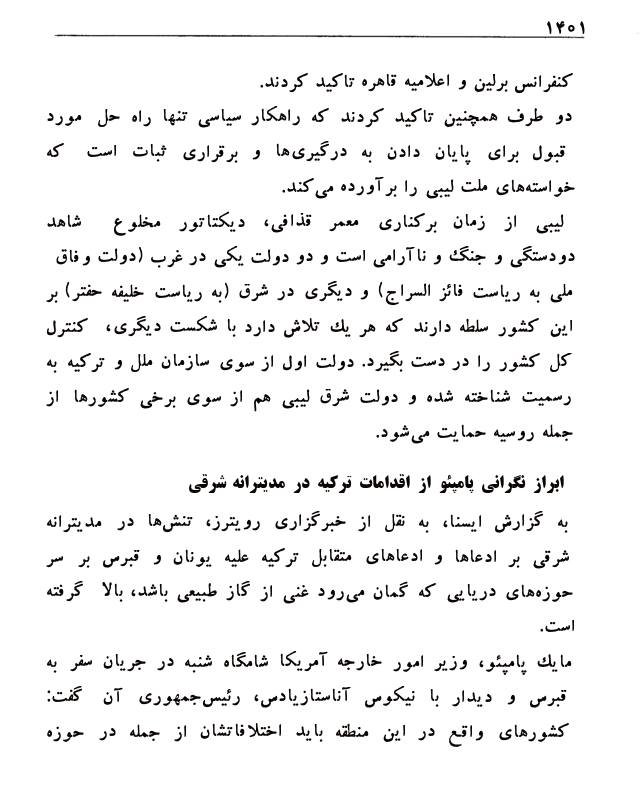 ۱۴۰۱
کنفرانس برلین و اعلامیه قاهره تاکید کردند.
دو طرف همچنین تاکید کردند که راهکار سیاسی تنها راه حل مورد
قبول برای پایان دادن به درگیری‌ها و برقراری ثبات است که
خواسته‌های ملت لیبی را برآورده می‌کند.
لیبی از زمان برکناری معمر قذافی، دیکتاتور مخلوع شاهد
دودستگی و جنگ و ناآرامی است و دو دولت یکی در غرب (دولت وفاق
ملی به ریاست فائز السراج) و دیگری در شرق (به ریاست خلیفه حفتر) بر
این کشور سلطه دارند که هر یك تلاش دارد با شکست دیگری، کنترل
کل کشور را در دست بگیرد. دولت اول از سوی سازمان ملل و ترکیه به
رسمیت شناخته شده و دولت شرق لیبی هم از سوی برخی کشورها از
جمله روسیه حمایت می‌شود.
ابراز نگرانی پامپئو از اقدامات ترکیه در مدیترانه شرقی
به گزارش ایسنا، به نقل از خبرگزاری رویترز، تنش‌ها در مدیترانه
شرقی بر ادعاها و ادعاهای متقابل ترکیه علیه یونان و قبرس بر سر
حوزه‌های دریایی که گمان می‌رود غنی از گاز طبیعی باشد، بالا گرفته
است.
مایك پامپئو، وزیر امور خارجه آمریکا شامگاه شنبه در جریان سفر به
قبرس و دیدار با نیکوس آناستازیادس، رئیس‌جمهوری آن گفت:
کشورهای واقع در این منطقه باید اختلافاتشان از جمله در حوزه